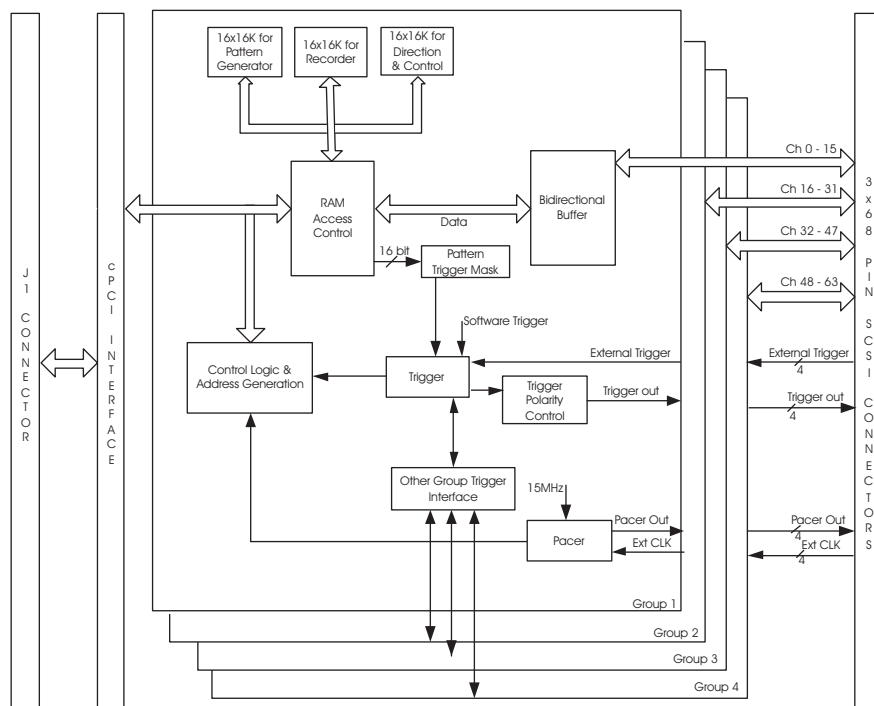 16x16K for
Pattern
Generator
16x16K for
Recorder
16x16K for
Direction
& Control
J1 CONNECTOR
cPCI INTERFACE
RAM
Access
Control
Data
Bidirectional
Buffer
16 bit
Pattern
Trigger Mask
Software Trigger
Control Logic &
Address Generation
Trigger
External Trigger
Trigger
Polarity
Control
Trigger out
Other Group Trigger
Interface
15MHz
Pacer
Pacer Out
Ext CLK
Group 1
Group 2
Group 3
Group 4
Ch 0 - 15
Ch 16 - 31
Ch 32 - 47
Ch 48 - 63
External Trigger
4
Trigger out
4
Pacer Out
4
Ext CLK
4
3x68 PIN SCSI CONNECTORS